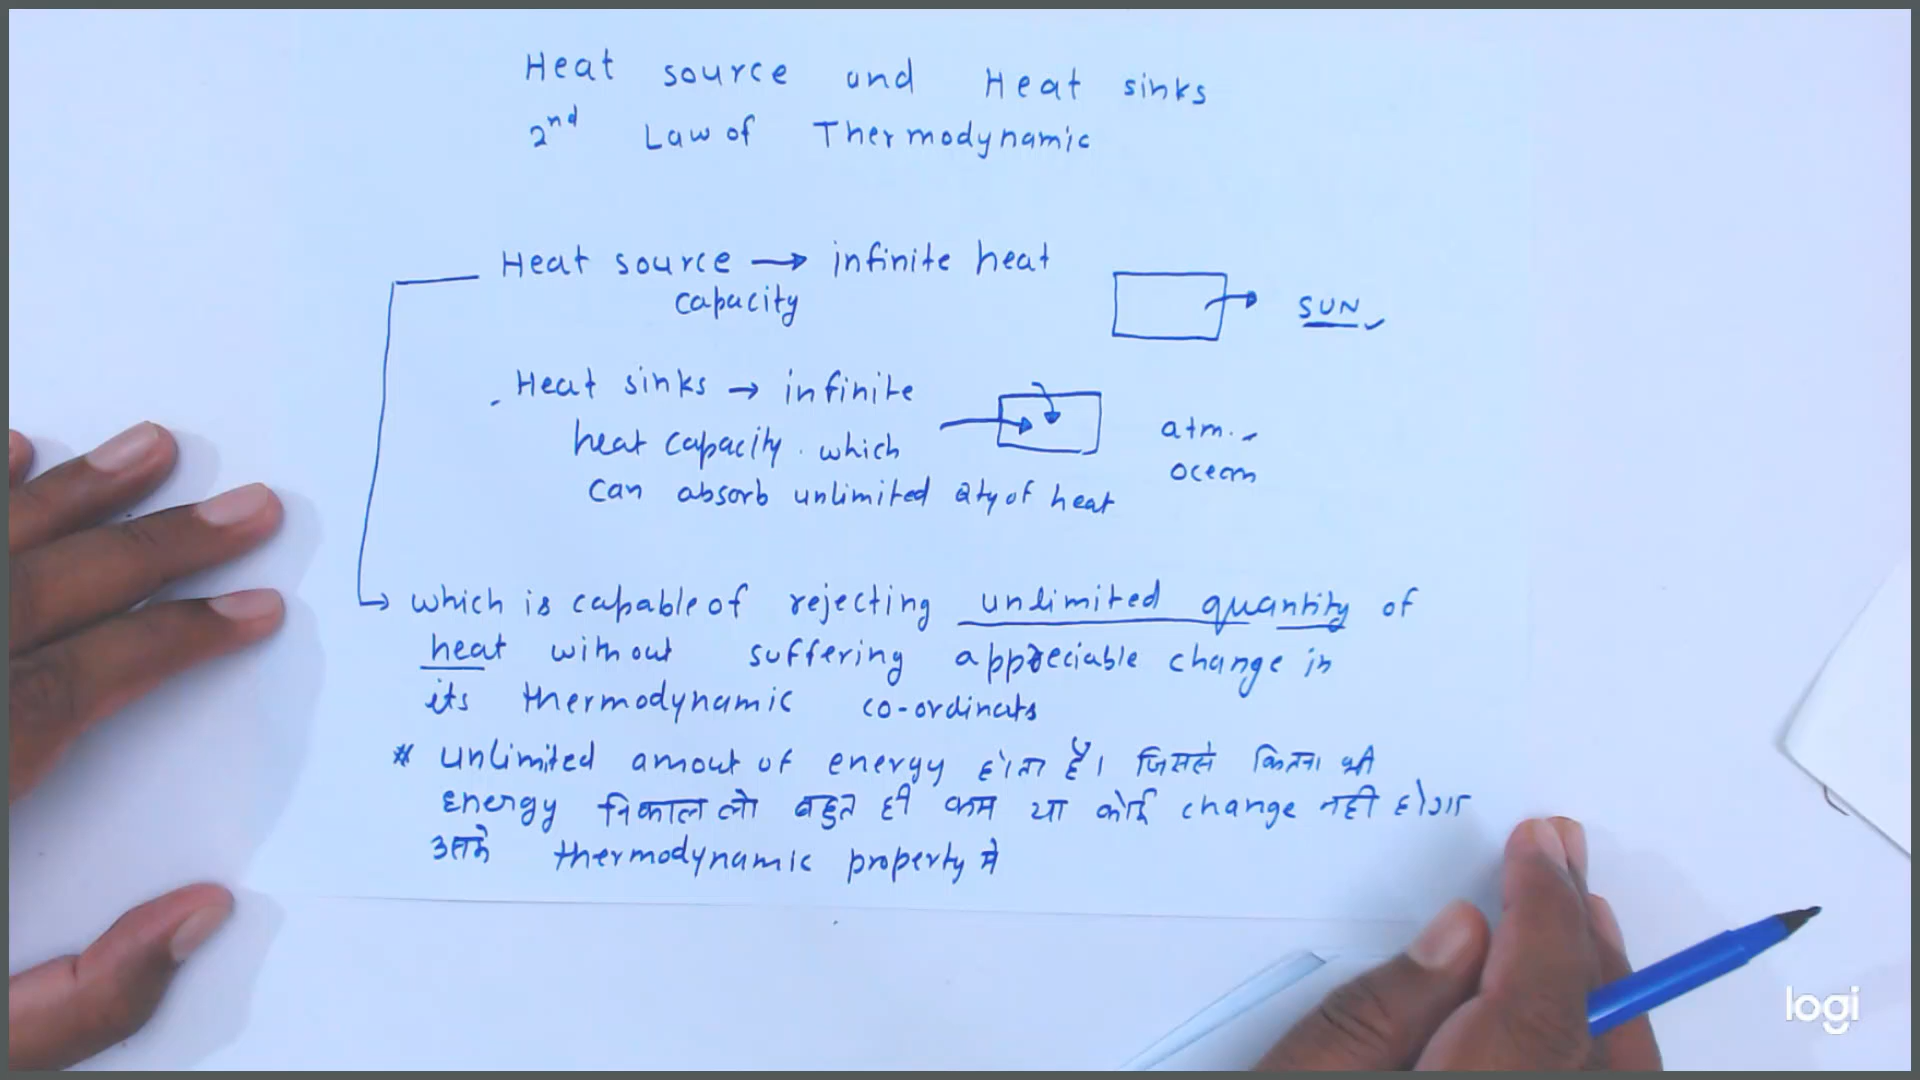 Heat source and Heat sinks
2nd Law of Thermodynamic
Heat source → infinite heat
capacity
SUN
Heat sinks → infinite
heat capacity. which
can absorb unlimited qty of heat
atm.
ocean
→ which is capable of rejecting unlimited quantity of
heat without suffering appreciable change in
its thermodynamic co-ordinats
* unlimited amout of energy होता है। जिससे कितना भी
energy निकाल लो बहुत ही कम या कोई change नही होगा
उसके thermodynamic property मे
logi